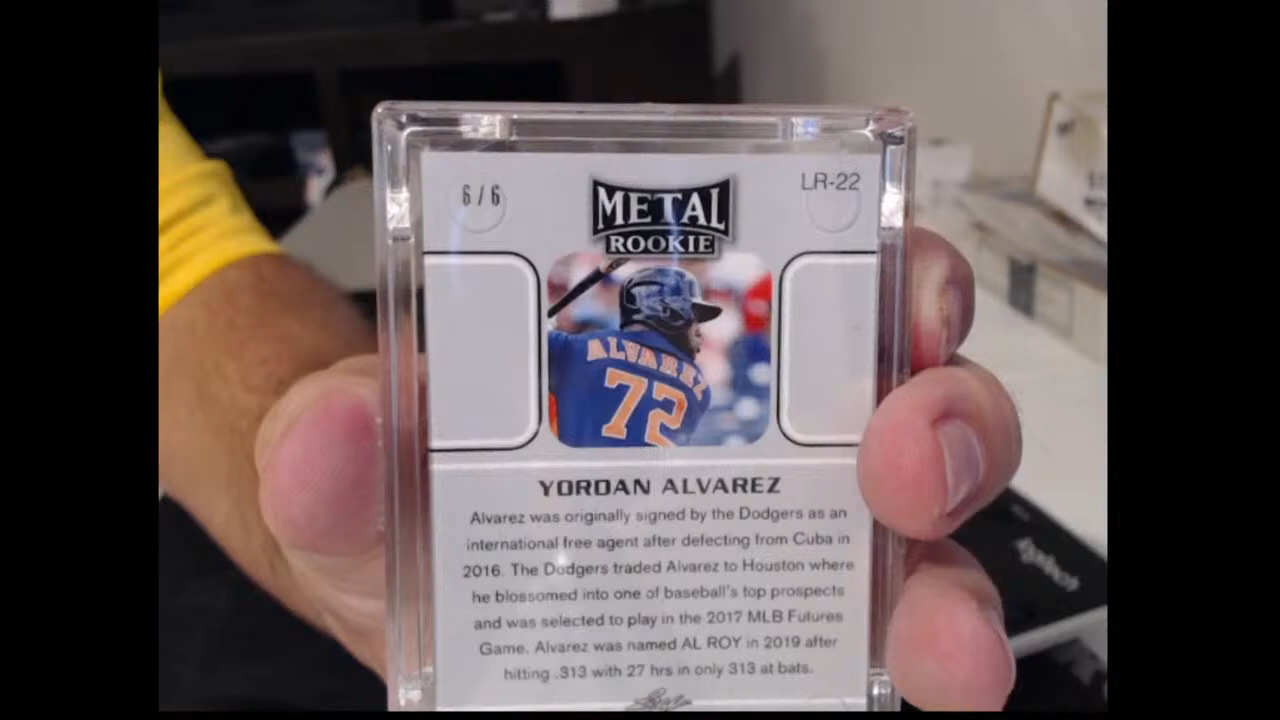 6/6
LR-22
METAL
ROOKIE
ALVAREZ
72
YORDAN ALVAREZ
Alvarez was originally signed by the Dodgers as an
international free agent after defecting from Cuba in
2016. The Dodgers traded Alvarez to Houston where
he blossomed into one of baseball's top prospects
and was selected to play in the 2017 MLB Futures
Game. Alvarez was named AL ROY in 2019 after
hitting .313 with 27 hrs in only 313 at bats.
Leaf
logitech